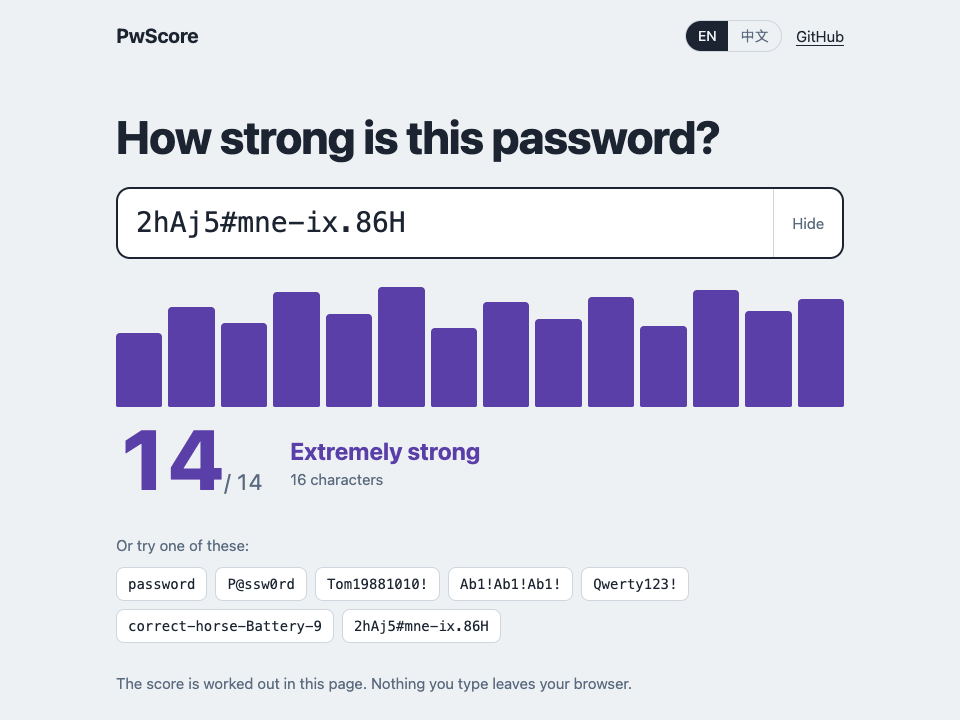 PwScore
EN 中文 GitHub
How strong is this password?
2hAj5#mne-ix.86H Hide
14 / 14
Extremely strong
16 characters
Or try one of these:
password P@ssw0rd Tom19881010! Ab1!Ab1!Ab1! Qwerty123!
correct-horse-Battery-9 2hAj5#mne-ix.86H
The score is worked out in this page. Nothing you type leaves your browser.